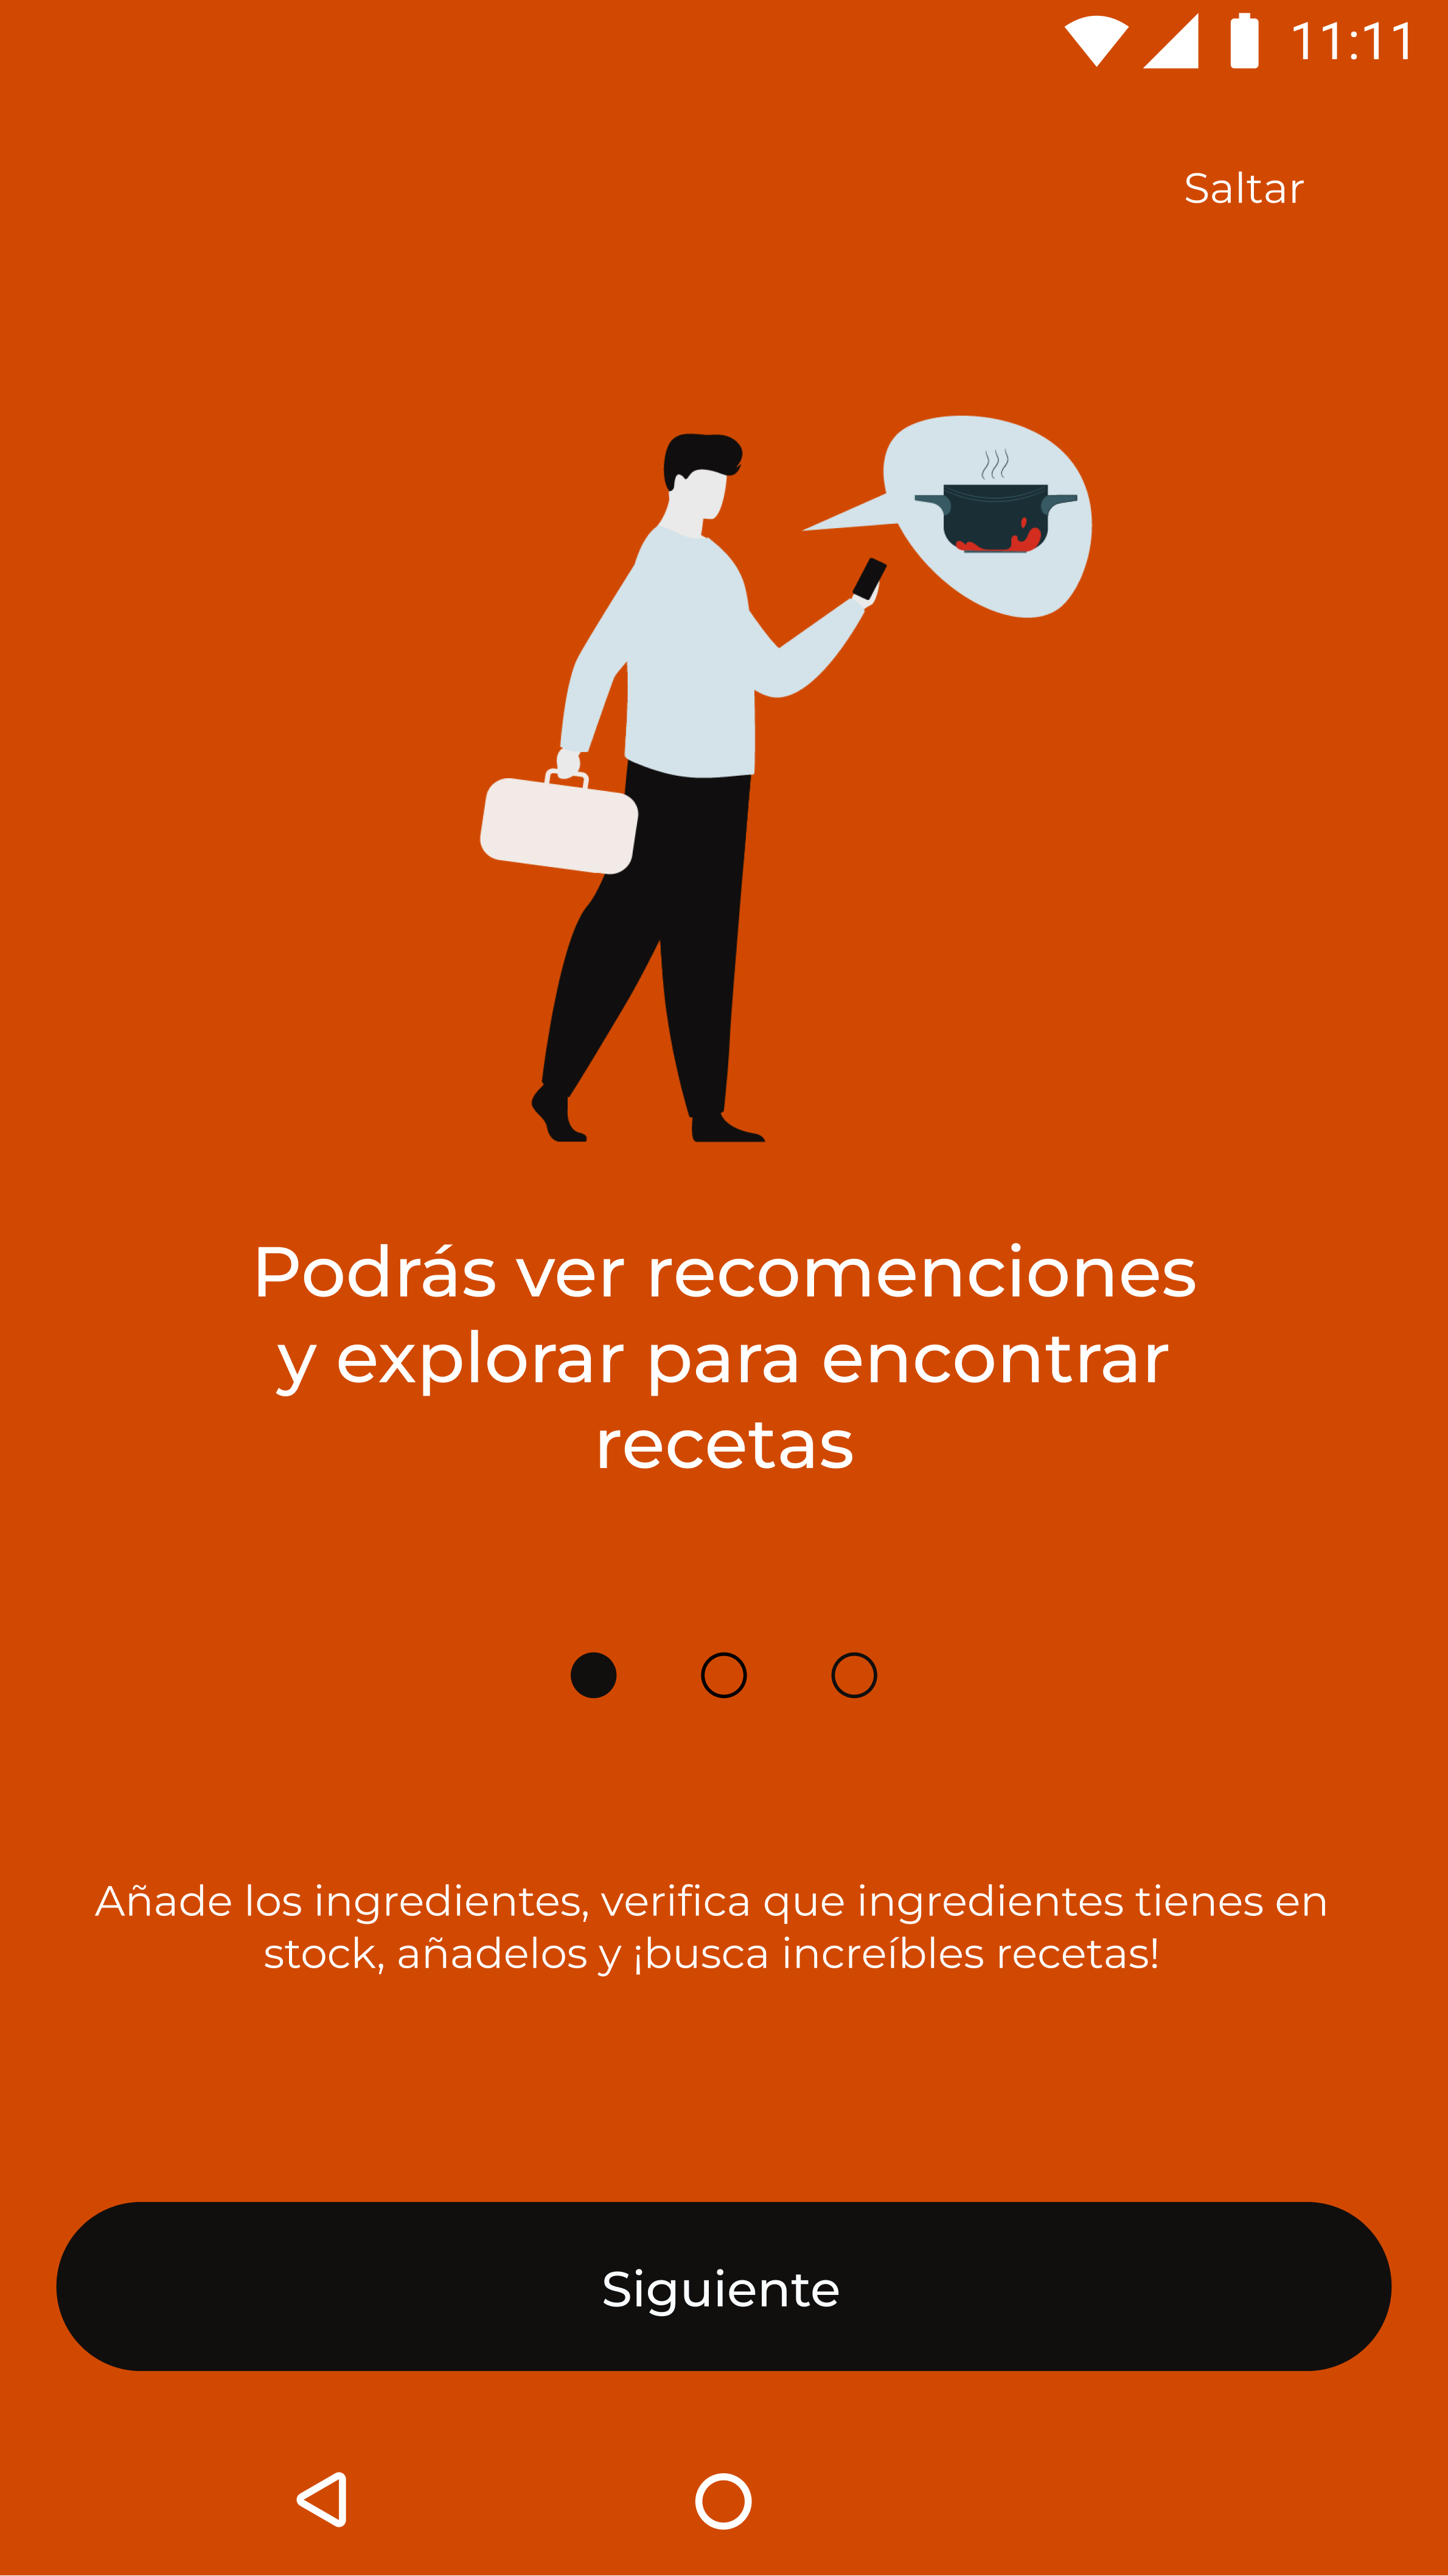 11:11
Saltar
Podrás ver recomenciones
y explorar para encontrar
recetas
Añade los ingredientes, verifica que ingredientes tienes en
stock, añadelos y ¡busca increíbles recetas!
Siguiente